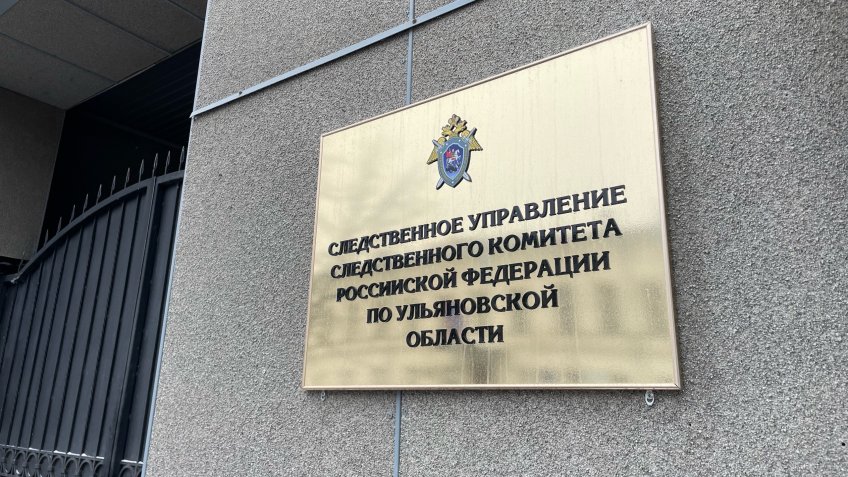 СЛЕДСТВЕННОЕ УПРАВЛЕНИЕ
СЛЕДСТВЕННОГО КОМИТЕТА
РОССИЙСКОЙ ФЕДЕРАЦИИ
ПО УЛЬЯНОВСКОЙ
ОБЛАСТИ